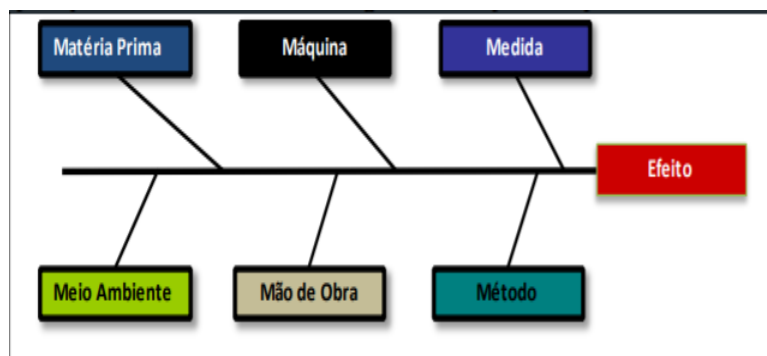 Matéria Prima
Máquina
Medida
Efeito
Meio Ambiente
Mão de Obra
Método